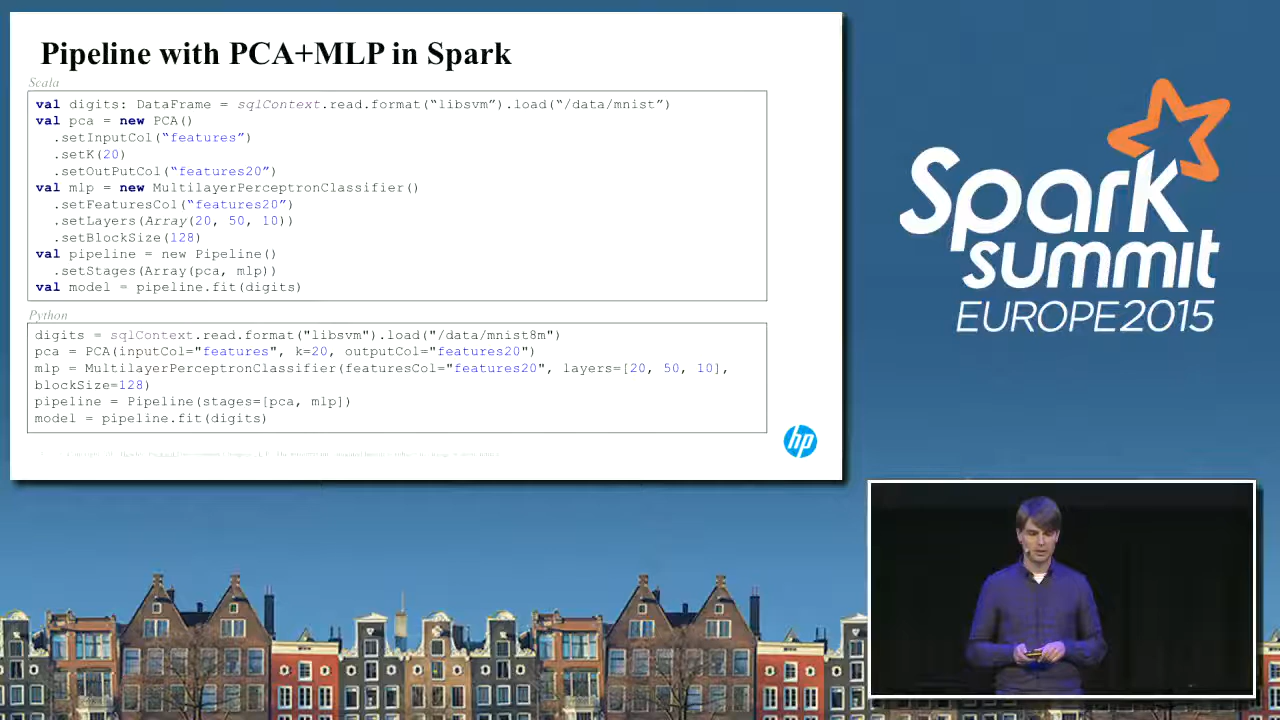 Pipeline with PCA+MLP in Spark
Scala
val digits: DataFrame = sqlContext.read.format(“libsvm”).load(“/data/mnist”)
val pca = new PCA()
.setInputCol(“features”)
.setK(20)
.setOutPutCol(“features20”)
val mlp = new MultilayerPerceptronClassifier()
.setFeaturesCol(“features20”)
.setLayers(Array(20, 50, 10))
.setBlockSize(128)
val pipeline = new Pipeline()
.setStages(Array(pca, mlp))
val model = pipeline.fit(digits)
Python
digits = sqlContext.read.format("libsvm").load("/data/mnist8m")
pca = PCA(inputCol="features", k=20, outputCol="features20")
mlp = MultilayerPerceptronClassifier(featuresCol="features20", layers=[20, 50, 10],
blockSize=128)
pipeline = Pipeline(stages=[pca, mlp])
model = pipeline.fit(digits)
hp
Spark
summit
EUROPE 2015